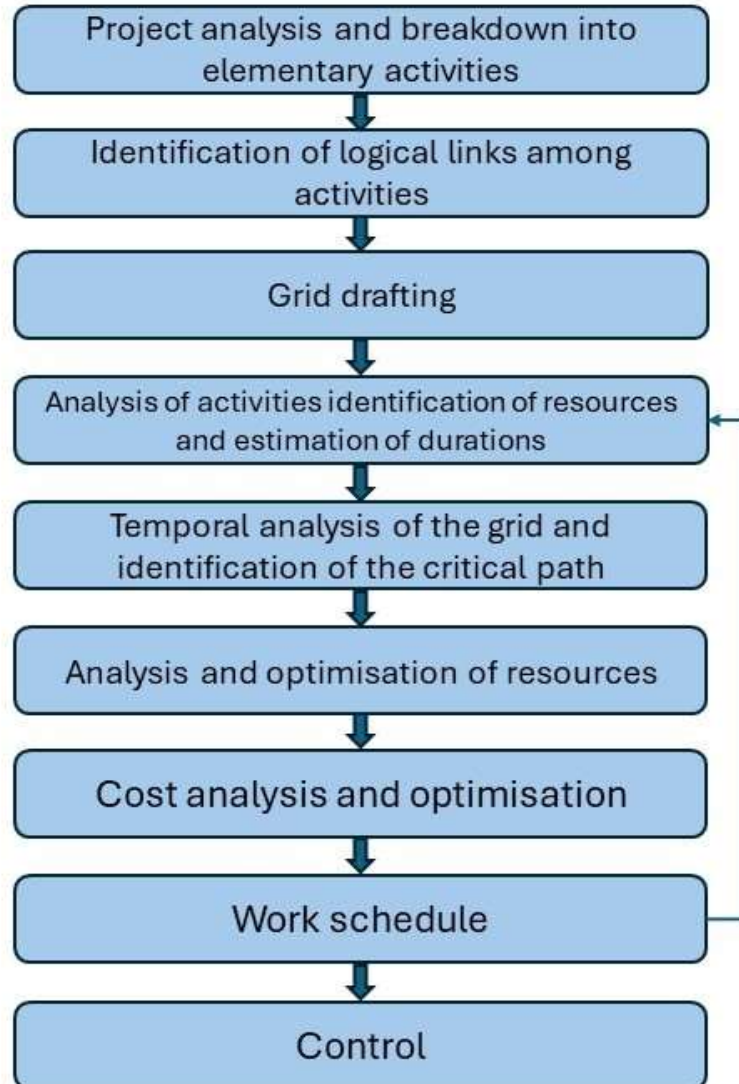 Project analysis and breakdown into
elementary activities
Identification of logical links among
activities
Grid drafting
Analysis of activities identification of resources
and estimation of durations
Temporal analysis of the grid and
identification of the critical path
Analysis and optimisation of resources
Cost analysis and optimisation
Work schedule
Control